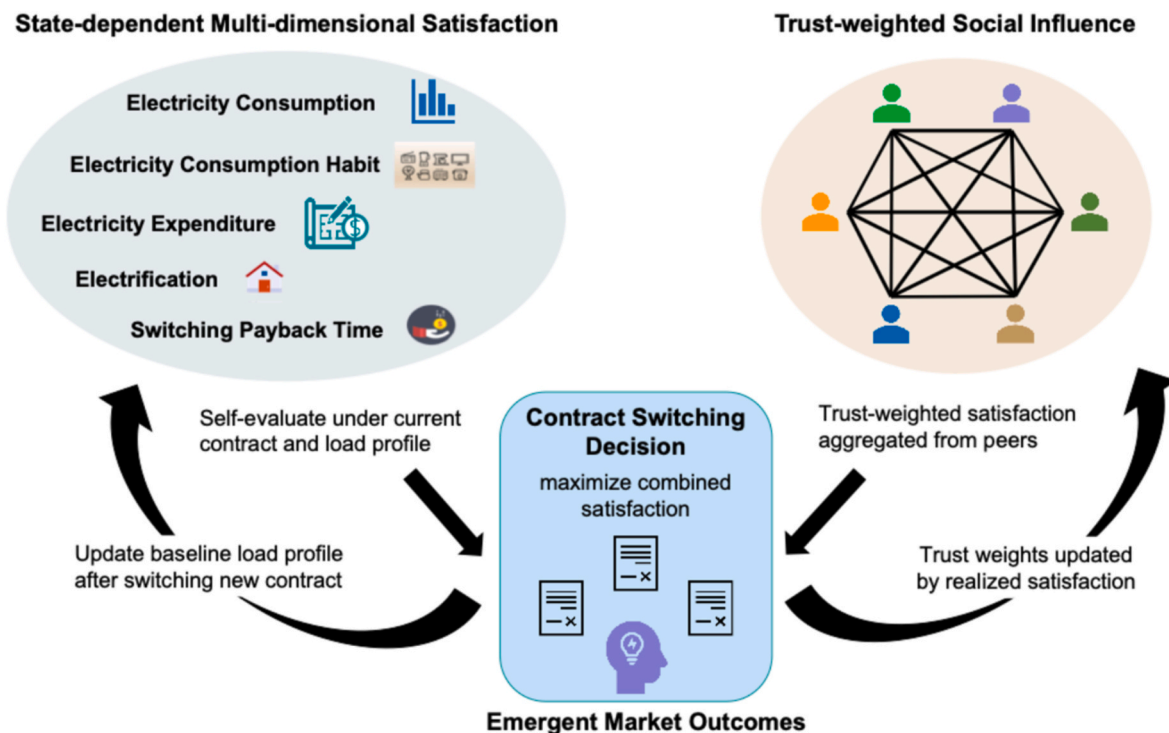 State-dependent Multi-dimensional Satisfaction
Trust-weighted Social Influence
Electricity Consumption
Electricity Consumption Habit
Electricity Expenditure
Electrification
Switching Payback Time
Self-evaluate under current
contract and load profile
Contract Switching
Decision
maximize combined
satisfaction
Trust-weighted satisfaction
aggregated from peers
Update baseline load profile
after switching new contract
Trust weights updated
by realized satisfaction
Emergent Market Outcomes